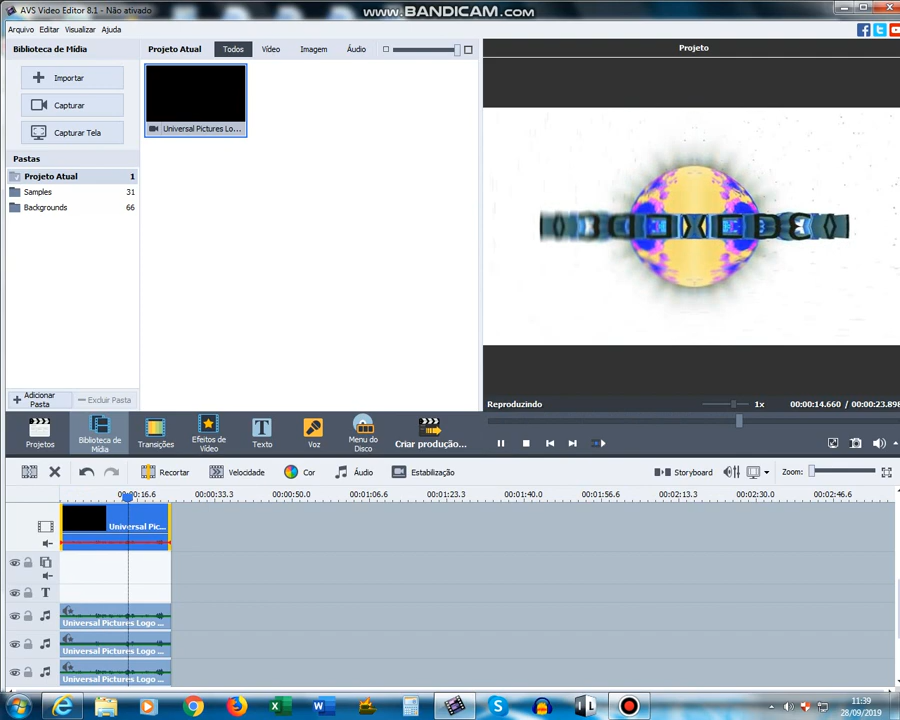 AVS Video Editor 8.1 - Não ativado
www.BANDICAM.com
Arquivo Editar Visualizar Ajuda
Biblioteca de Mídia
Projeto Atual Todos Vídeo Imagem Áudio
Projeto
Importar
Capturar
Capturar Tela
Universal Pictures Lo...
Pastas
Projeto Atual 1
Samples 31
Backgrounds 66
Adicionar Pasta
Excluir Pasta
Reproduzindo 1x 00:00:14.660 / 00:00:23.898
Projetos
Biblioteca de Mídia
Transições
Efeitos de Vídeo
Texto
Voz
Menu do Disco
Criar produção...
Recortar Velocidade Cor Áudio Estabilização Storyboard Zoom:
00:00:16.6 00:00:33.3 00:00:50.0 00:01:06.6 00:01:23.3 00:01:40.0 00:01:56.6 00:02:13.3 00:02:30.0 00:02:46.6
Universal Pic...
T
Universal Pictures Logo ...
Universal Pictures Logo ...
Universal Pictures Logo ...
11:39
28/09/2019